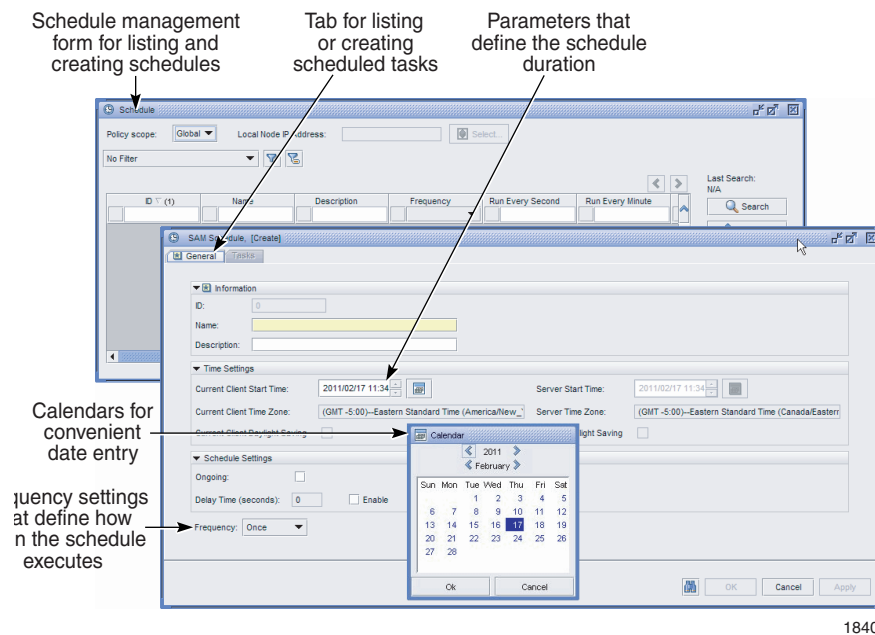 Schedule management
form for listing and
creating schedules
Tab for listing
or creating
scheduled tasks
Parameters that
define the schedule
duration
Schedule
Policy scope: Global Local Node IP Address: Select...
No Filter
Last Search:
N/A
ID (1) Name Description Frequency Run Every Second Run Every Minute
Search
SAM Schedule, [Create]
General Tasks
Information
ID: 0
Name:
Description:
Time Settings
Current Client Start Time: 2011/02/17 11:34 Server Start Time: 2011/02/17 11:34
Current Client Time Zone: (GMT -5:00)--Eastern Standard Time (America/New_ Server Time Zone: (GMT -5:00)--Eastern Standard Time (Canada/Eastern
Current Client Daylight Saving light Saving
Calendars for
convenient
date entry
Calendar
2011
February
Sun Mon Tue Wed Thu Fri Sat
1 2 3 4 5
6 7 8 9 10 11 12
13 14 15 16 17 18 19
20 21 22 23 24 25 26
27 28
Ok Cancel
Schedule Settings
Ongoing:
Delay Time (seconds): 0 Enable
Frequency: Once
quency settings
at define how
n the schedule
executes
OK Cancel Apply
1840